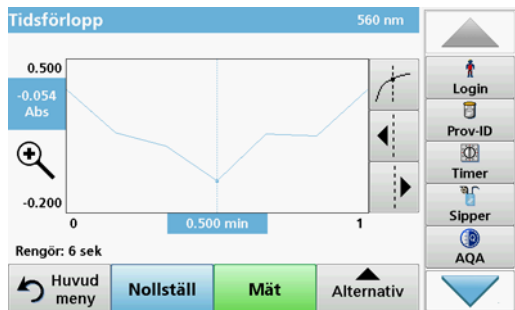 Tidsförlopp 560 nm
0.500
-0.054
Abs
-0.200
0 0.500 min 1
Rengör: 6 sek
Huvud
meny
Nollställ
Mät
Alternativ
Login
Prov-ID
Timer
Sipper
AQA